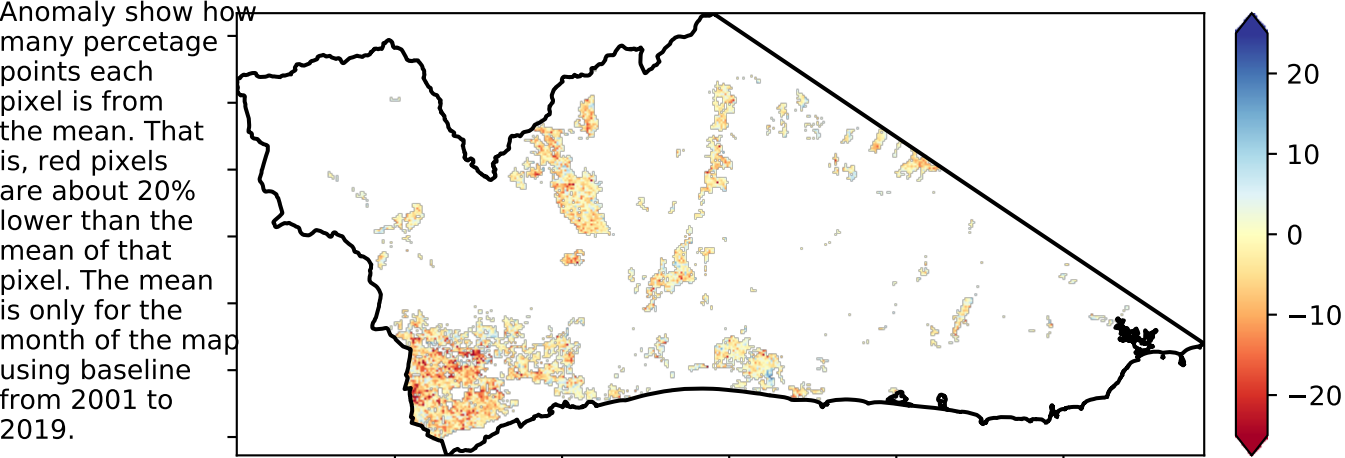 Anomaly show how
many percetage
points each
pixel is from
the mean. That
is, red pixels
are about 20%
lower than the
mean of that
pixel. The mean
is only for the
month of the map
using baseline
from 2001 to
2019.
20
10
0
−10
−20